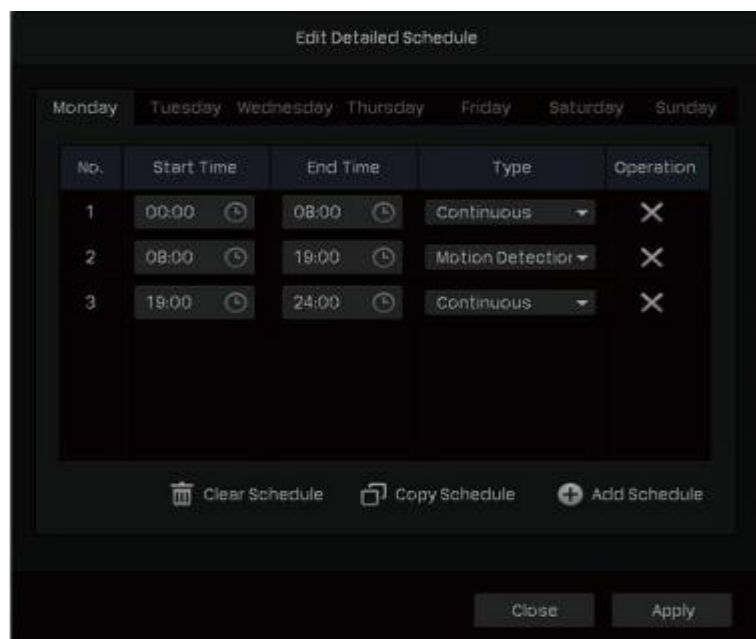 Edit Detailed Schedule
Monday Tuesday Wednesday Thursday Friday Saturday Sunday
No. Start Time End Time Type Operation
1 00:00 08:00 Continuous
2 08:00 19:00 Motion Detection
3 19:00 24:00 Continuous
Clear Schedule Copy Schedule Add Schedule
Close Apply